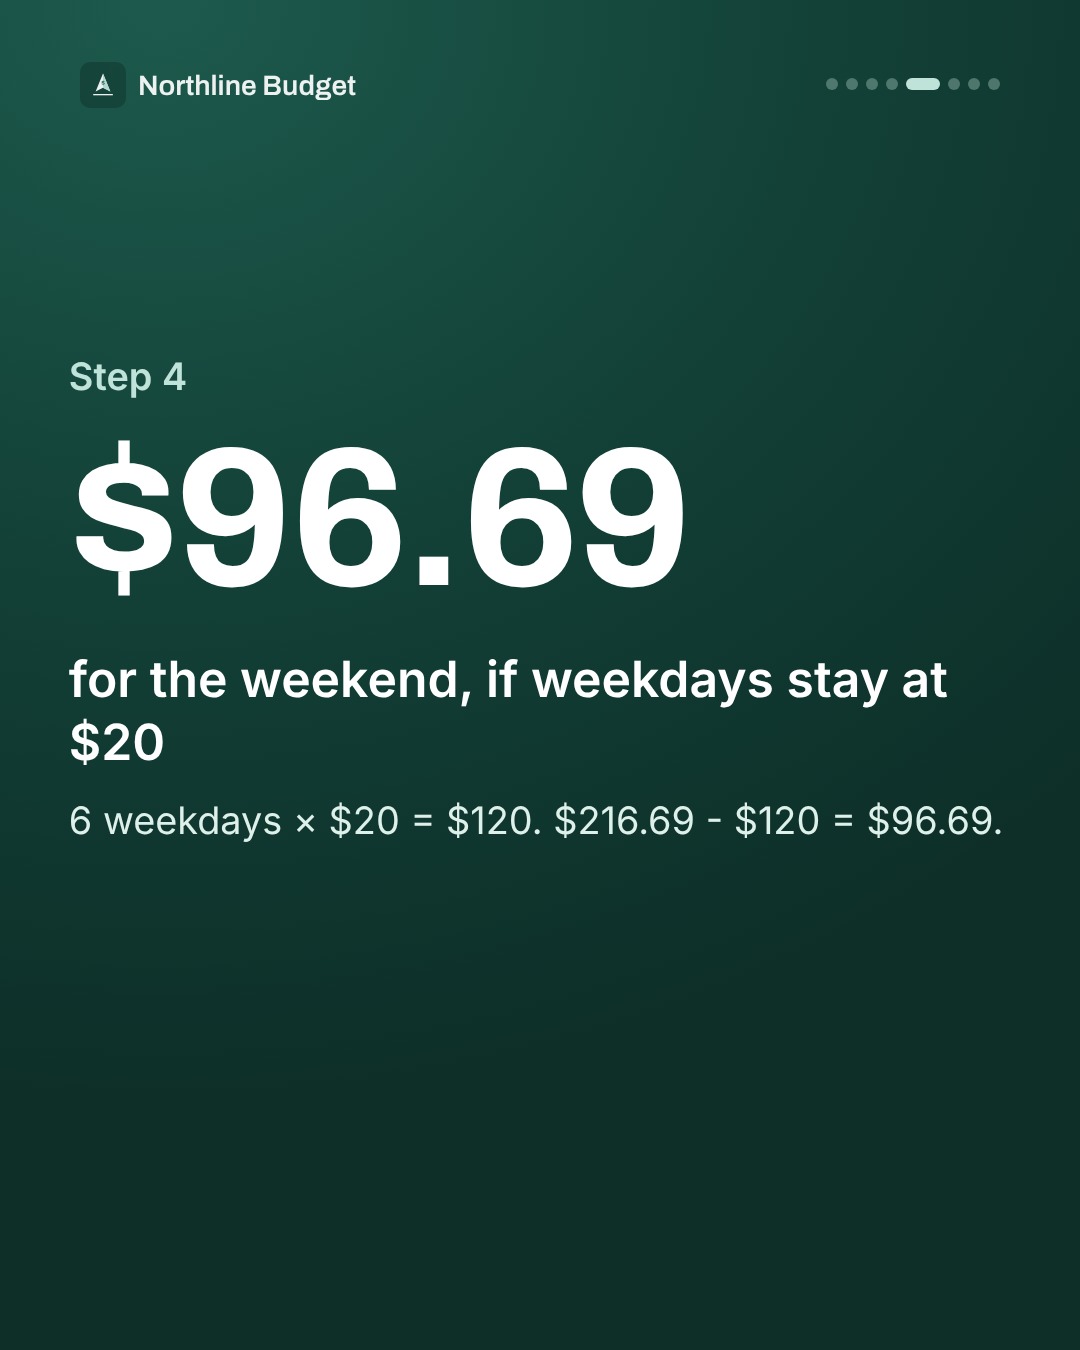 Northline Budget
Step 4
$96.69
for the weekend, if weekdays stay at
$20
6 weekdays × $20 = $120. $216.69 - $120 = $96.69.